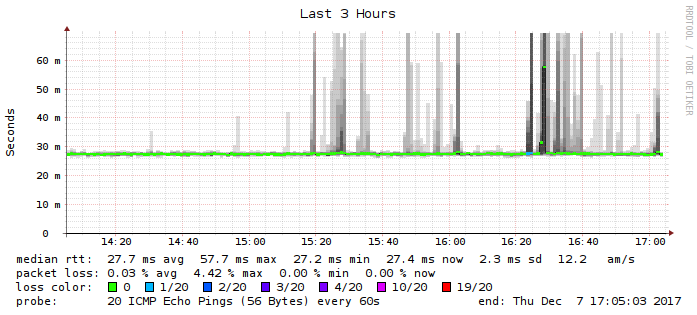 Last 3 Hours
RRDTOOL / TOBI OETIKER
Seconds
60 m
50 m
40 m
30 m
20 m
10 m
0
14:20 14:40 15:00 15:20 15:40 16:00 16:20 16:40 17:00
median rtt: 27.7 ms avg 57.7 ms max 27.2 ms min 27.4 ms now 2.3 ms sd 12.2 am/s
packet loss: 0.03 % avg 4.42 % max 0.00 % min 0.00 % now
loss color: 0 1/20 2/20 3/20 4/20 10/20 19/20
probe: 20 ICMP Echo Pings (56 Bytes) every 60s end: Thu Dec 7 17:05:03 2017